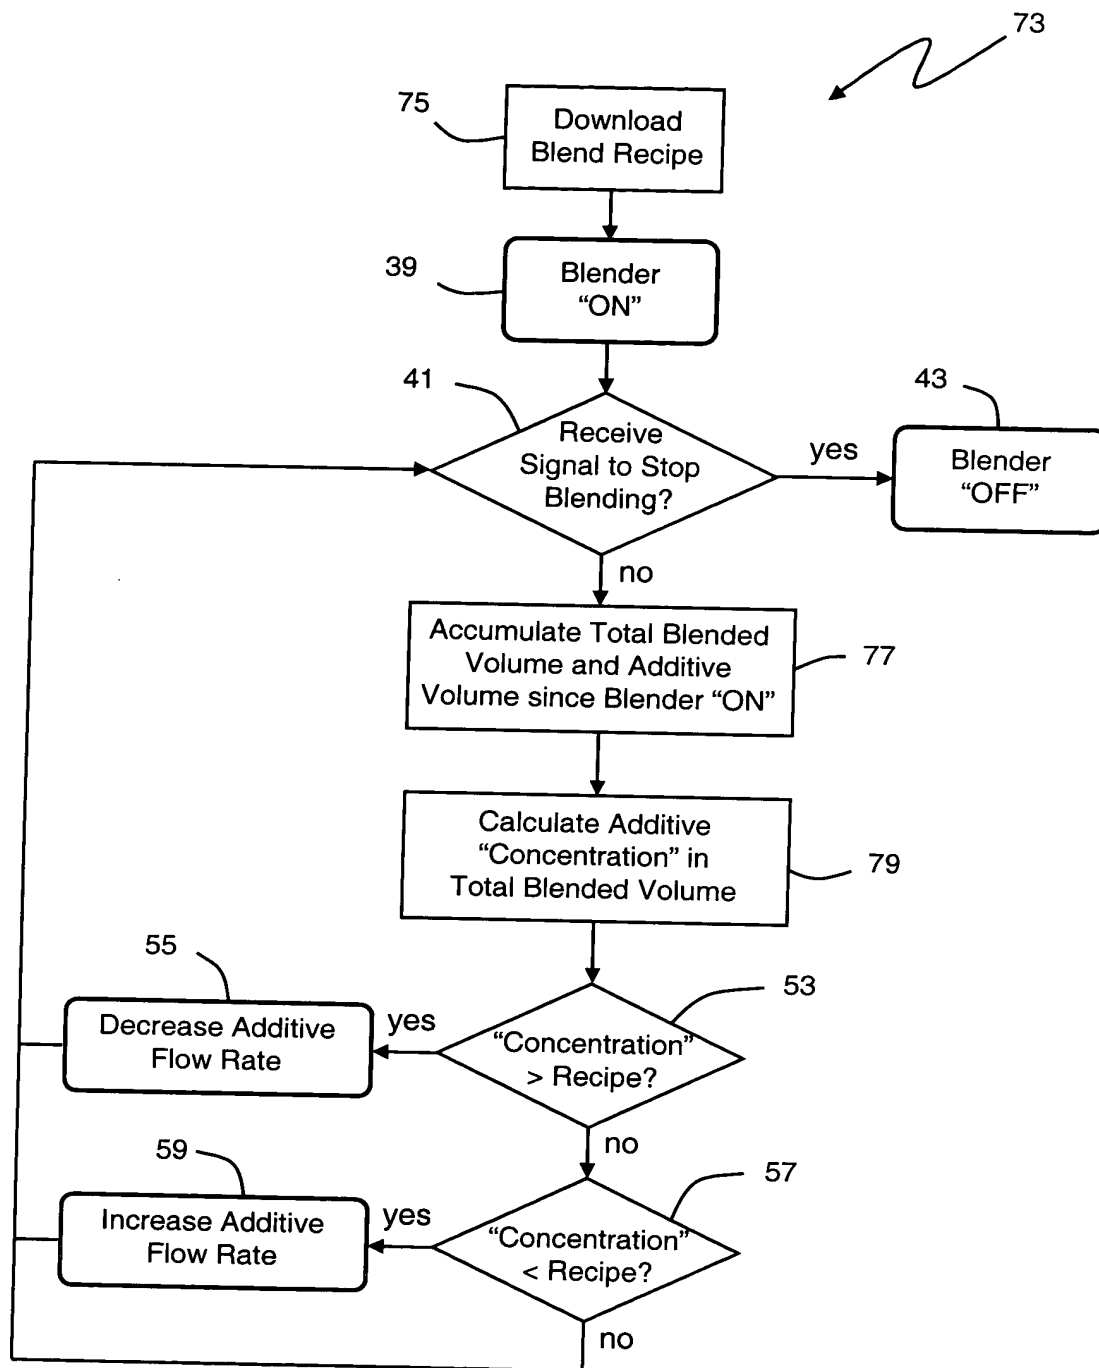 73
75
Download
Blend Recipe
39
Blender
“ON”
41
43
Receive
Signal to Stop
Blending?
yes
Blender
“OFF”
no
Accumulate Total Blended
Volume and Additive
Volume since Blender “ON”
77
Calculate Additive
“Concentration” in
Total Blended Volume
79
55
53
Decrease Additive
Flow Rate
yes
“Concentration”
> Recipe?
no
59
57
Increase Additive
Flow Rate
yes
“Concentration”
< Recipe?
no